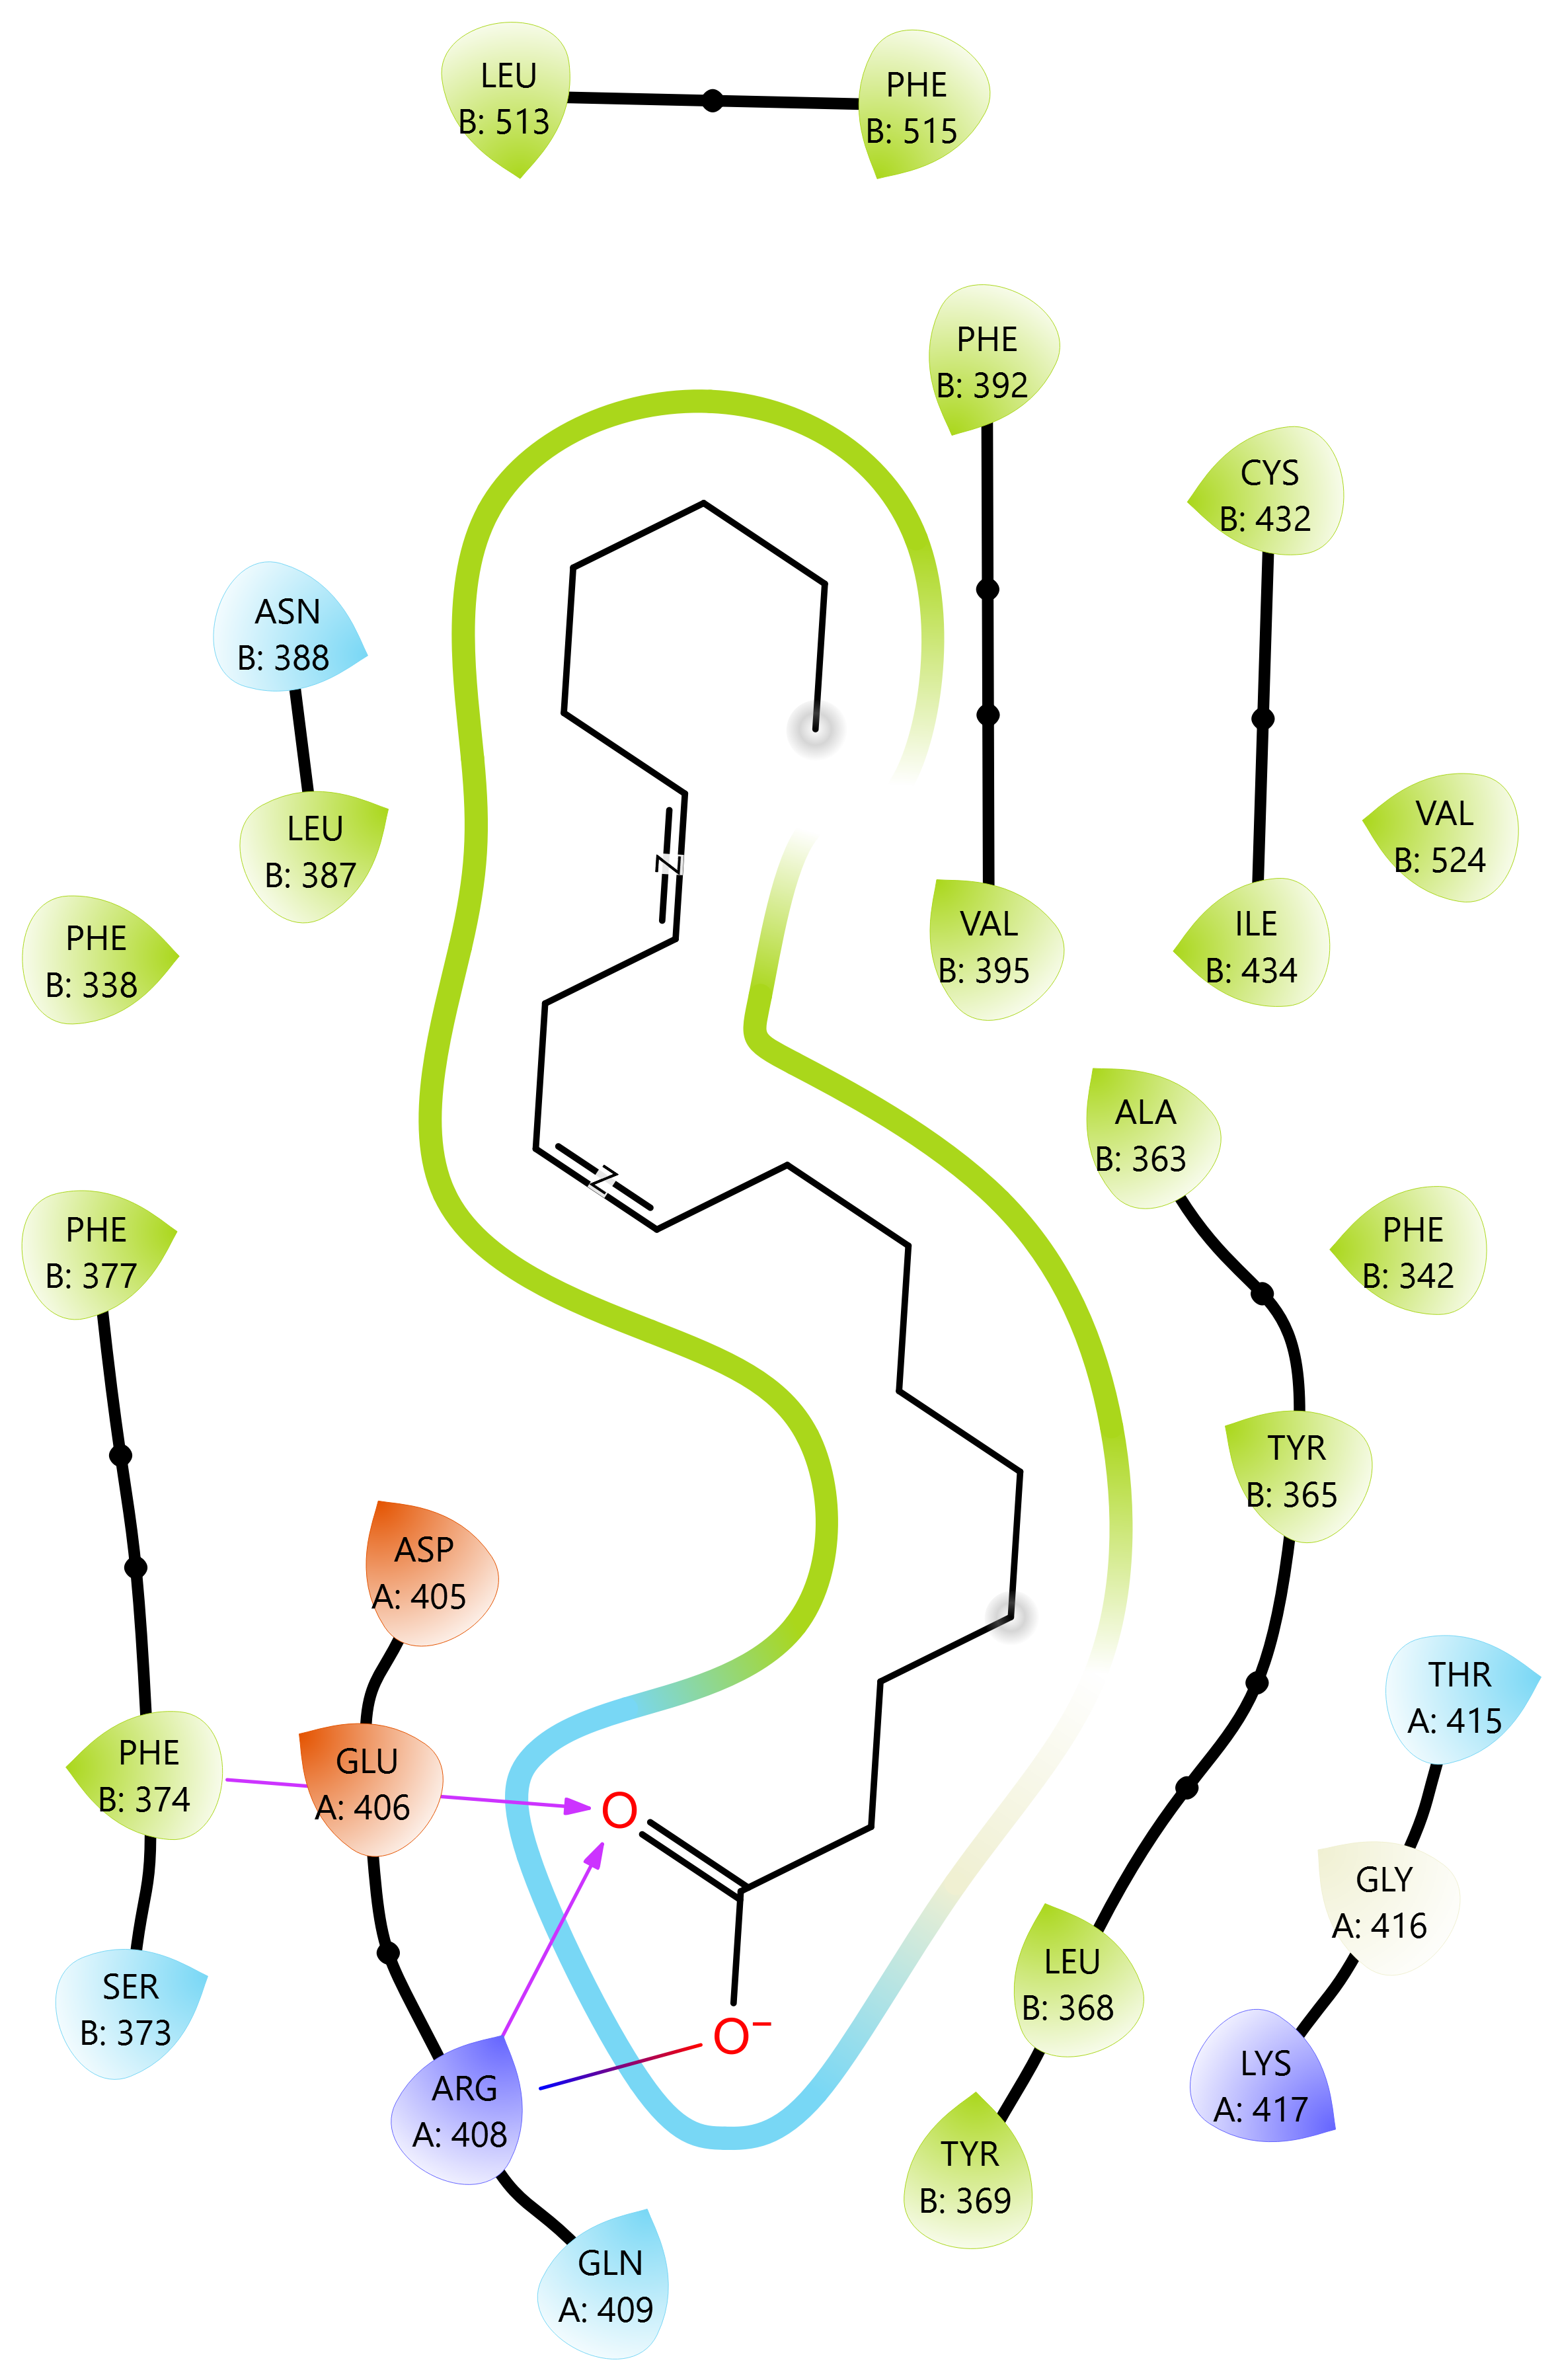 LEU
B: 513
PHE
B: 515
PHE
B: 392
CYS
B: 432
ASN
B: 388
LEU
B: 387
VAL
B: 524
Z
PHE
B: 338
VAL
B: 395
ILE
B: 434
ALA
B: 363
Z
PHE
B: 377
PHE
B: 342
TYR
B: 365
ASP
A: 405
THR
A: 415
PHE
B: 374
GLU
A: 406
O
GLY
A: 416
SER
B: 373
LEU
B: 368
O−
ARG
A: 408
LYS
A: 417
TYR
B: 369
GLN
A: 409